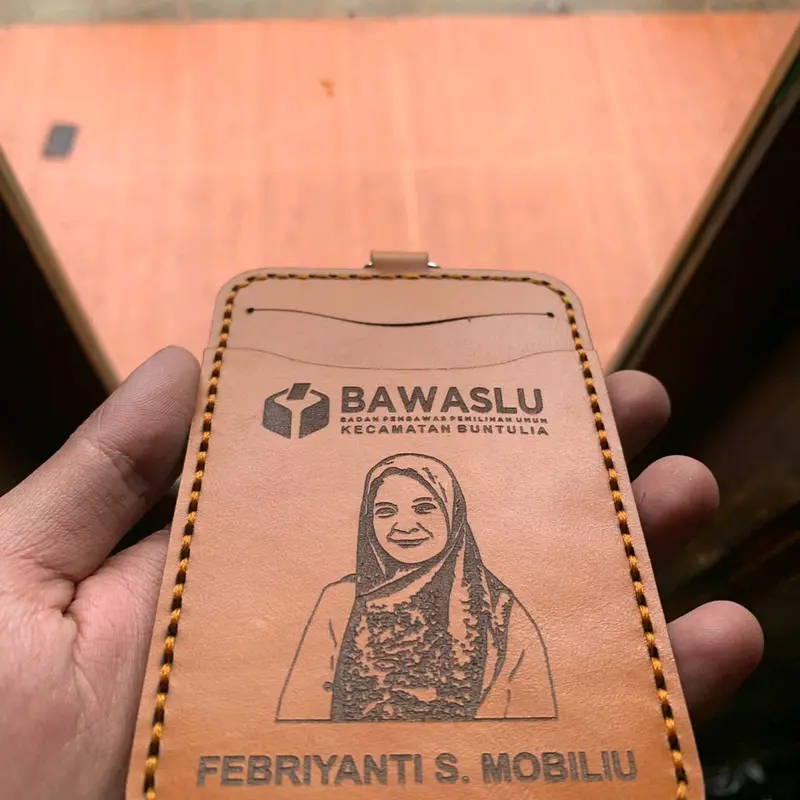 BAWASLU
BADAN PENGAWAS PEMILIHAN UMUM
KECAMATAN BUNTULIA
FEBRIYANTI S. MOBILIU